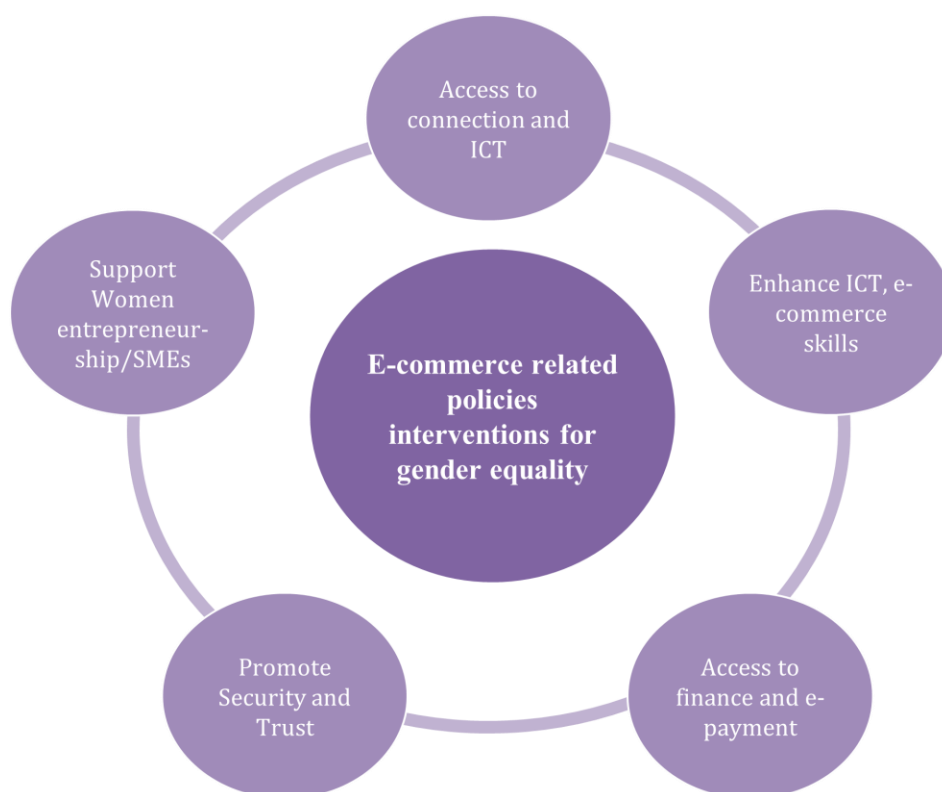 Access to
connection and
ICT
Support
Women
entrepreneur-
ship/SMEs
Enhance ICT, e-
commerce
skills
E-commerce related
policies
interventions for
gender equality
Promote
Security and
Trust
Access to
finance and e-
payment